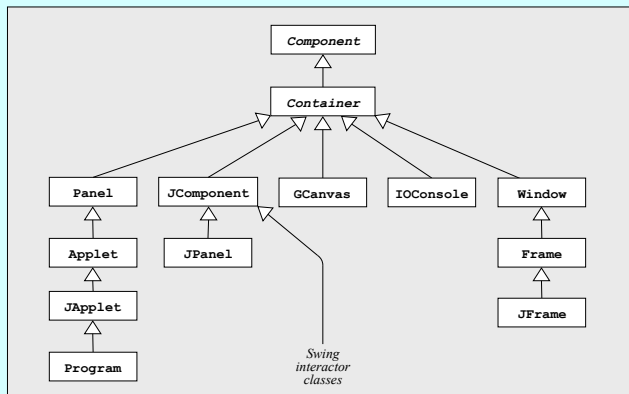 Component
Container
Panel
JComponent
GCanvas
IOConsole
Window
Applet
JPanel
Frame
JApplet
JFrame
Program
Swing
interactor
classes